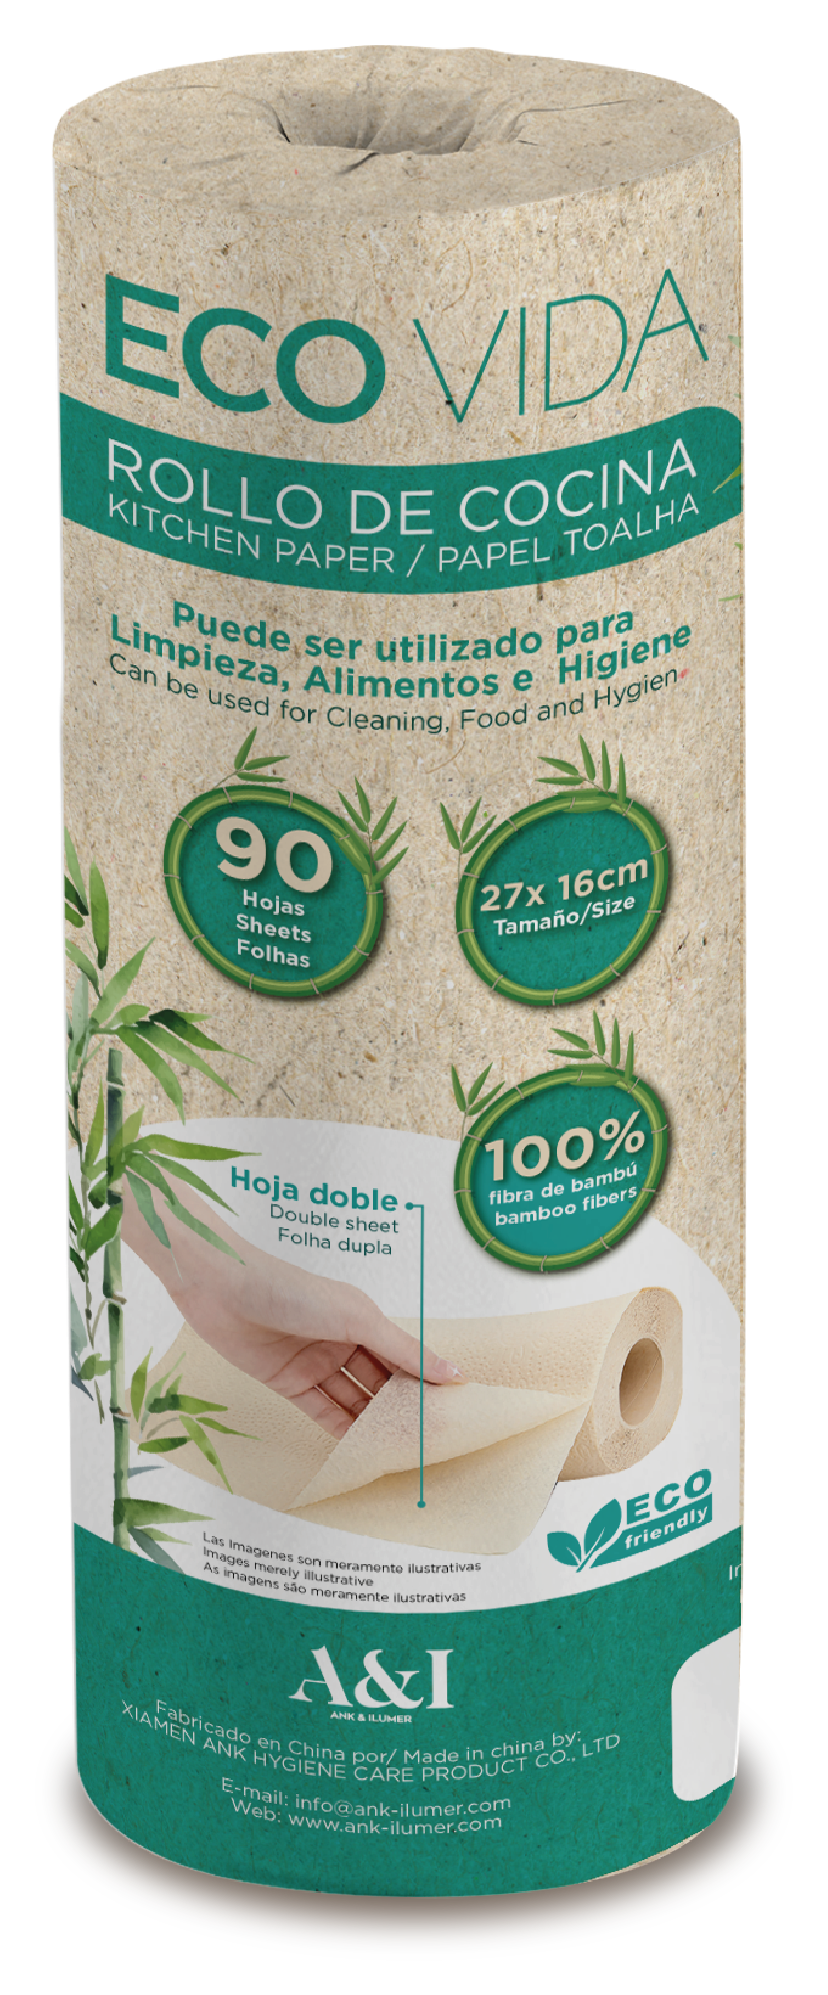 ECO VIDA
ROLLO DE COCINA
KITCHEN PAPER / PAPEL TOALHA
Puede ser utilizado para
Limpieza, Alimentos e Higiene
Can be used for Cleaning, Food and Hygien
90
Hojas
Sheets
Folhas
27x 16cm
Tamaño/Size
100%
fibra de bambú
bamboo fibers
Hoja doble
Double sheet
Folha dupla
ECO
friendly
Las Imagenes son meramente ilustrativas
Images merely illustrative
As imagens são meramente ilustrativas
A&I
ANK & ILUMER
Fabricado en China por/ Made in china by:
XIAMEN ANK HYGIENE CARE PRODUCT CO., LTD
E-mail: info@ank-ilumer.com
Web: www.ank-ilumer.com